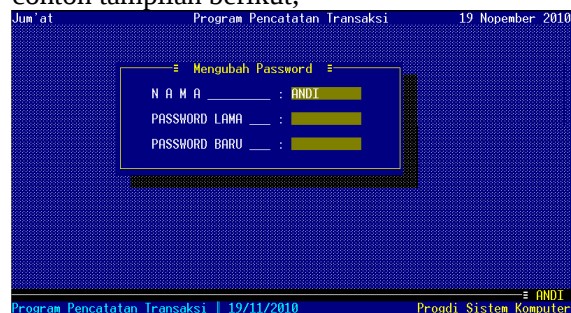 contoh tampilan berikut;
Jum'at Program Pencatatan Transaksi 19 Nopember 2010
≡ Mengubah Password ≡
N A M A _________ : ANDI
PASSWORD LAMA ___ :
PASSWORD BARU ___ :
≡ ANDI
Program Pencatatan Transaksi ║ 19/11/2010 Progdi Sistem Komputer